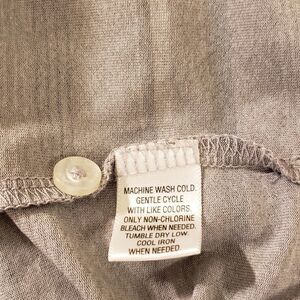 MACHINE WASH COLD.
GENTLE CYCLE
WITH LIKE COLORS.
ONLY NON-CHLORINE
BLEACH WHEN NEEDED.
TUMBLE DRY LOW.
COOL IRON
WHEN NEEDED.